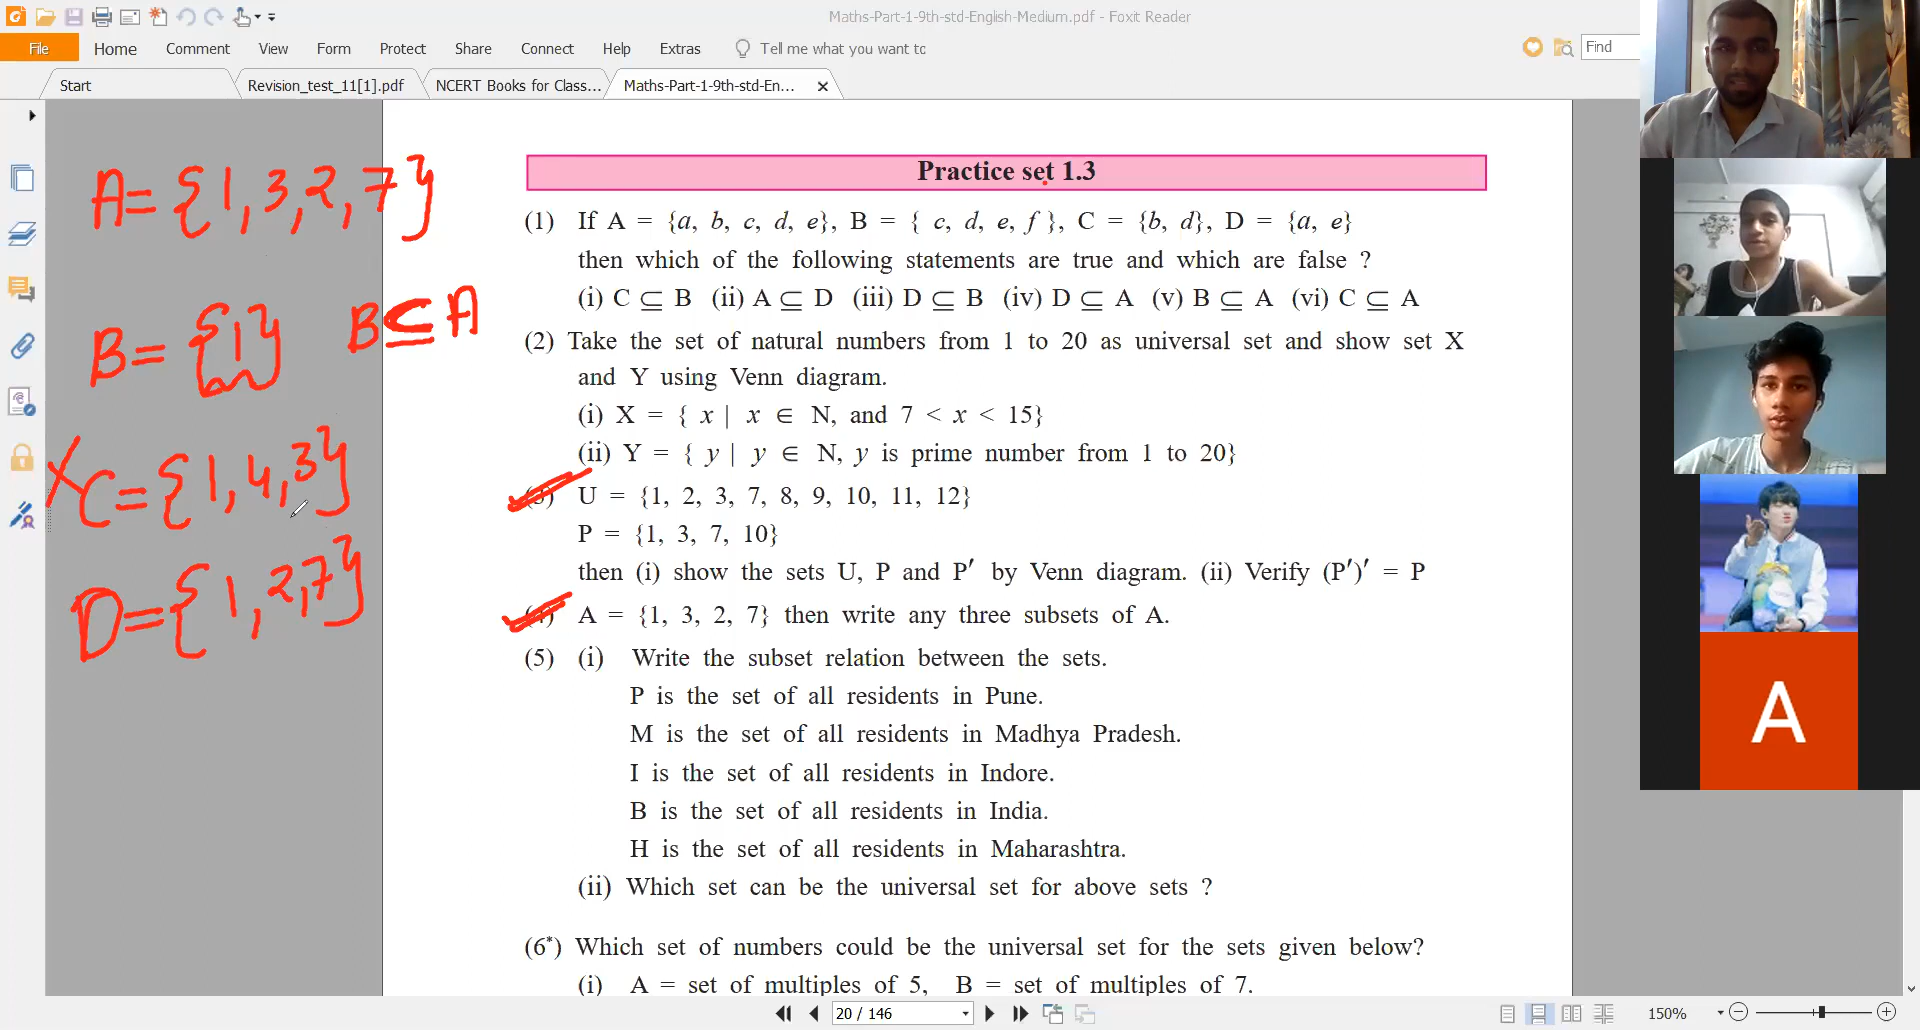 Maths-Part-1-9th-std-English-Medium.pdf - Foxit Reader
File Home Comment View Form Protect Share Connect Help Extras Tell me what you want to Find
Start Revision_test_11[1].pdf NCERT Books for Class... Maths-Part-1-9th-std-En...
A = {1, 3, 2, 7}
B = {1} B ⊆ A
X C = {1, 4, 3}
D = {1, 2, 7}
Practice set 1.3
(1) If A = {a, b, c, d, e}, B = { c, d, e, f }, C = {b, d}, D = {a, e}
then which of the following statements are true and which are false ?
(i) C ⊆ B (ii) A ⊆ D (iii) D ⊆ B (iv) D ⊆ A (v) B ⊆ A (vi) C ⊆ A
(2) Take the set of natural numbers from 1 to 20 as universal set and show set X
and Y using Venn diagram.
(i) X = { x | x ∈ N, and 7 < x < 15}
(ii) Y = { y | y ∈ N, y is prime number from 1 to 20}
(3) U = {1, 2, 3, 7, 8, 9, 10, 11, 12}
P = {1, 3, 7, 10}
then (i) show the sets U, P and P′ by Venn diagram. (ii) Verify (P′)′ = P
(4) A = {1, 3, 2, 7} then write any three subsets of A.
(5) (i) Write the subset relation between the sets.
P is the set of all residents in Pune.
M is the set of all residents in Madhya Pradesh.
I is the set of all residents in Indore.
B is the set of all residents in India.
H is the set of all residents in Maharashtra.
(ii) Which set can be the universal set for above sets ?
(6*) Which set of numbers could be the universal set for the sets given below?
(i) A = set of multiples of 5, B = set of multiples of 7.
A
20 / 146
150%